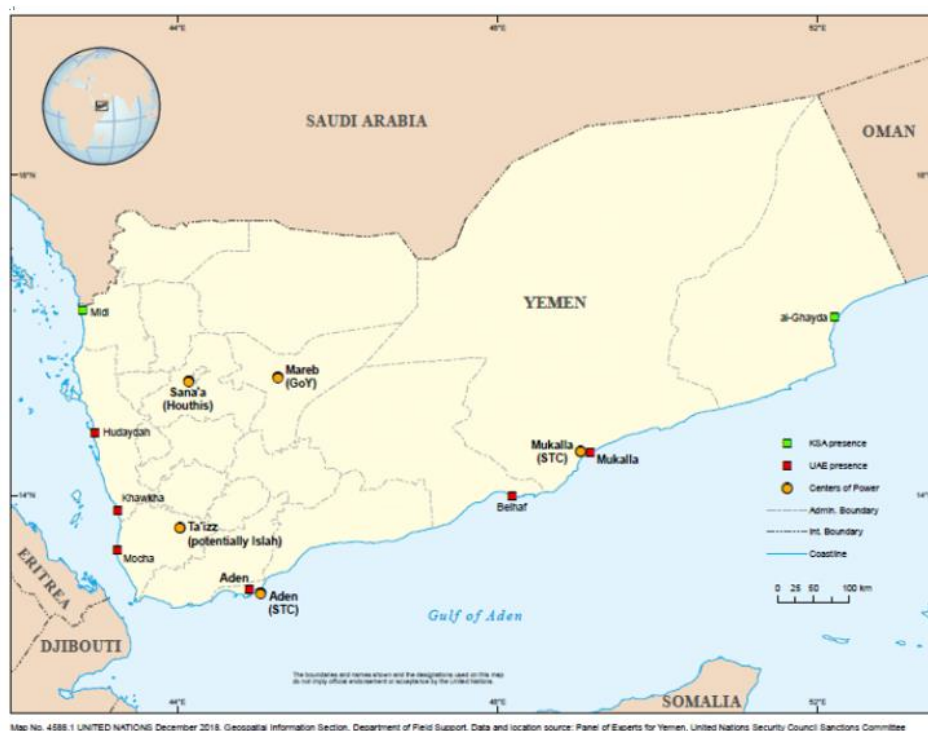 44°E
48°E
52°E
SAUDI ARABIA
OMAN
18°N
18°N
YEMEN
Midi
al-Ghayda
Mareb
(GoY)
Sana'a
(Houthis)
Hudaydah
Mukalla
(STC)
Mukalla
KSA presence
UAE presence
Centers of Power
Admin. Boundary
Int. Boundary
Coastline
0 25 50 100 km
14°N
14°N
Belhaf
Khawkha
Ta'izz
(potentially Islah)
Mocha
Aden
Aden
(STC)
ERITREA
DJIBOUTI
Gulf of Aden
SOMALIA
The boundaries and names shown and the designations used on this map
do not imply official endorsement or acceptance by the United Nations.
44°E
48°E
52°E
Map No. 4586.1 UNITED NATIONS December 2018, Geospatial Information Section, Department of Field Support. Data and location source: Panel of Experts for Yemen, United Nations Security Council Sanctions Committee